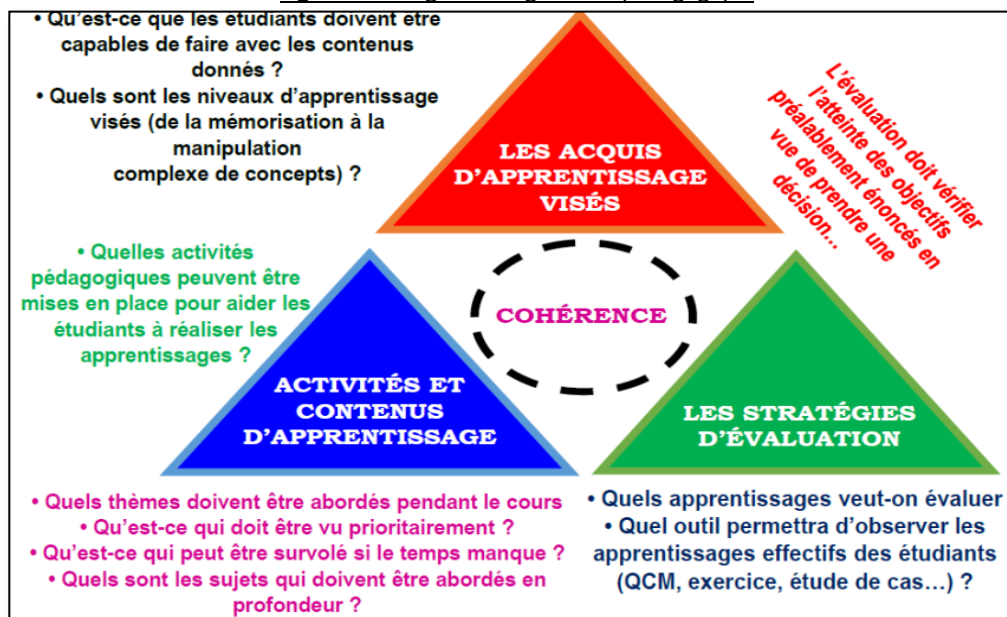 • Qu'est-ce que les étudiants doivent être
capables de faire avec les contenus
donnés ?
• Quels sont les niveaux d'apprentissage
visés (de la mémorisation à la
manipulation
complexe de concepts) ?
LES ACQUIS
D'APPRENTISSAGE
VISÉS
L'évaluation doit vérifier
l'atteinte des objectifs
préalablement énoncés en
vue de prendre une
décision...
• Quelles activités
pédagogiques peuvent être
mises en place pour aider les
étudiants à réaliser les
apprentissages ?
COHÉRENCE
ACTIVITÉS ET
CONTENUS
D'APPRENTISSAGE
LES STRATÉGIES
D'ÉVALUATION
• Quels thèmes doivent être abordés pendant le cours
• Qu'est-ce qui doit être vu prioritairement ?
• Qu'est-ce qui peut être survolé si le temps manque ?
• Quels sont les sujets qui doivent être abordés en
profondeur ?
• Quels apprentissages veut-on évaluer
• Quel outil permettra d'observer les
apprentissages effectifs des étudiants
(QCM, exercice, étude de cas...) ?